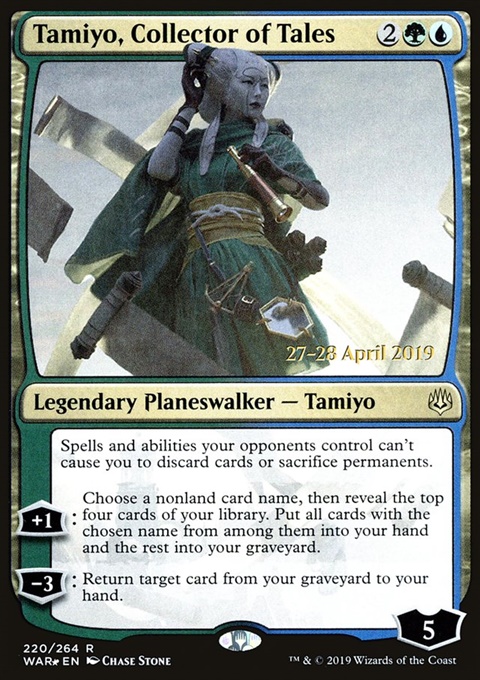 Tamiyo, Collector of Tales 2
27-28 April 2019
Legendary Planeswalker — Tamiyo
Spells and abilities your opponents control can't
cause you to discard cards or sacrifice permanents.
+1 : Choose a nonland card name, then reveal the top
four cards of your library. Put all cards with the
chosen name from among them into your hand
and the rest into your graveyard.
−3 : Return target card from your graveyard to your
hand.
5
220/264 R
WAR★EN Chase Stone
™ & © 2019 Wizards of the Coast